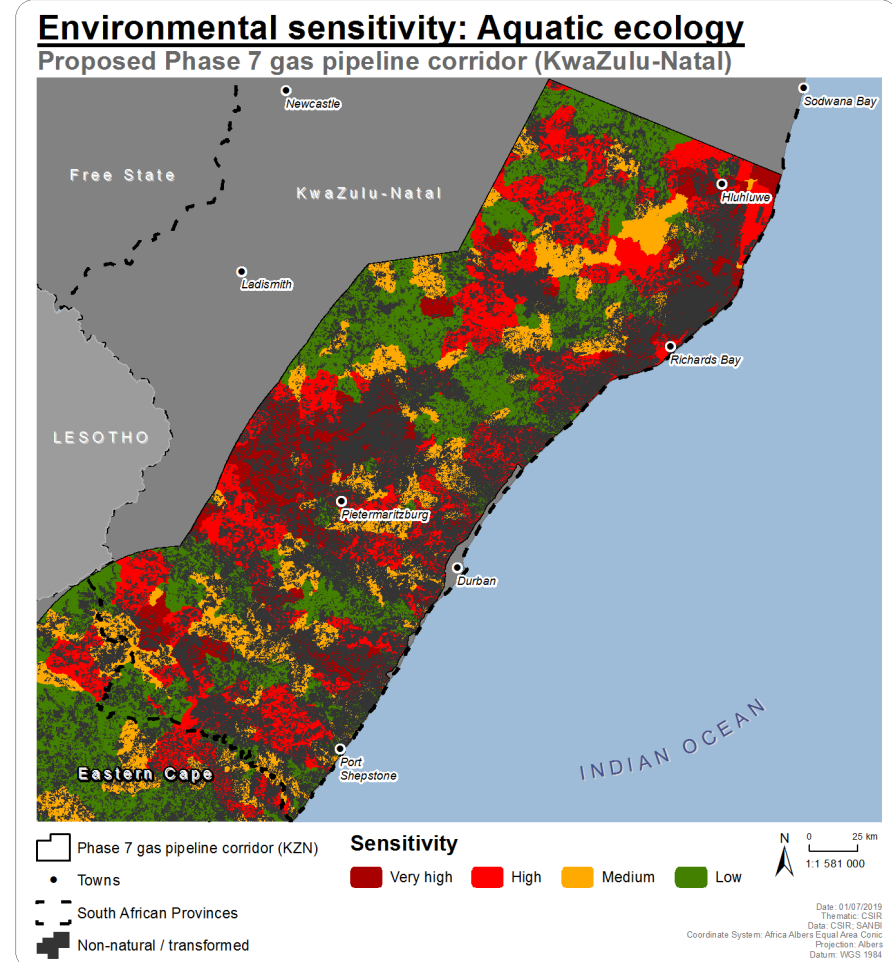 Environmental sensitivity: Aquatic ecology
Proposed Phase 7 gas pipeline corridor (KwaZulu-Natal)
Newcastle
Sodwana Bay
Free State
KwaZulu-Natal
Hluhluwe
Ladismith
Richards Bay
LESOTHO
Pietermaritzburg
Durban
INDIAN OCEAN
Port
Shepstone
Eastern Cape
Phase 7 gas pipeline corridor (KZN)
Towns
South African Provinces
Non-natural / transformed
Sensitivity
Very high High Medium Low
N
0 25 km
1:1 581 000
Date: 01/07/2019
Thematic: CSIR
Data: CSIR; SANBI
Coordinate System: Africa Albers Equal Area Conic
Projection: Albers
Datum: WGS 1984